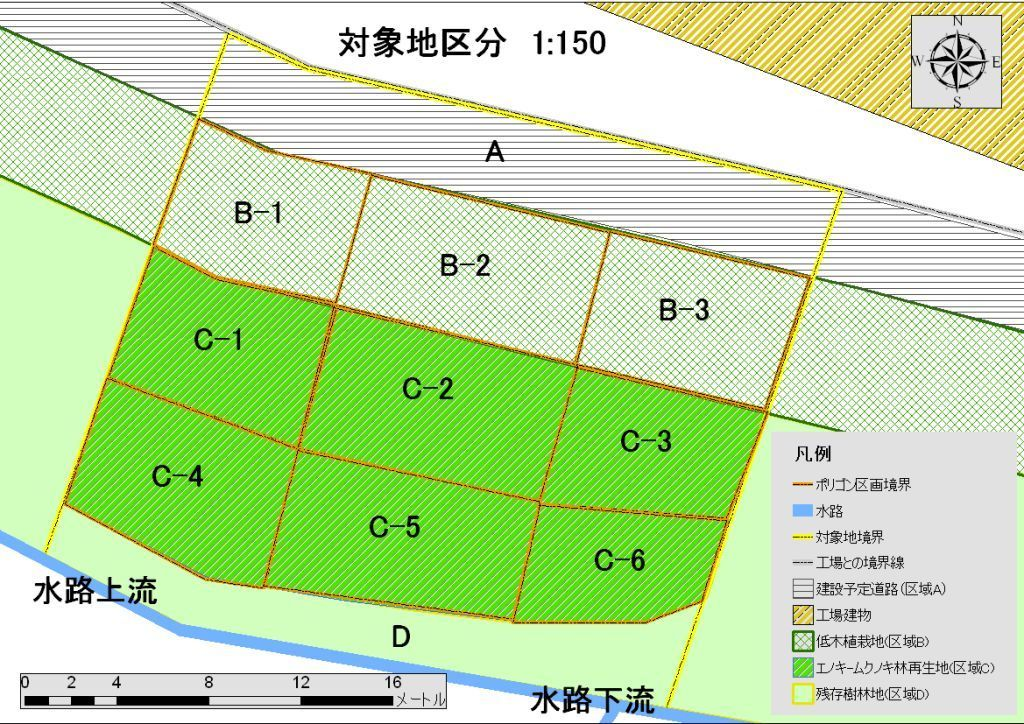 対象地区分 1:150
N
W E
S
A
B-1
B-2
B-3
C-1
C-2
C-3
C-4
C-5
C-6
D
水路上流
水路下流
0 2 4 8 12 16
メートル
凡例
ポリゴン区画境界
水路
対象地境界
工場との境界線
建設予定道路(区域A)
工場建物
低木植栽地(区域B)
エノキームクノキ林再生地(区域C)
残存樹林地(区域D)